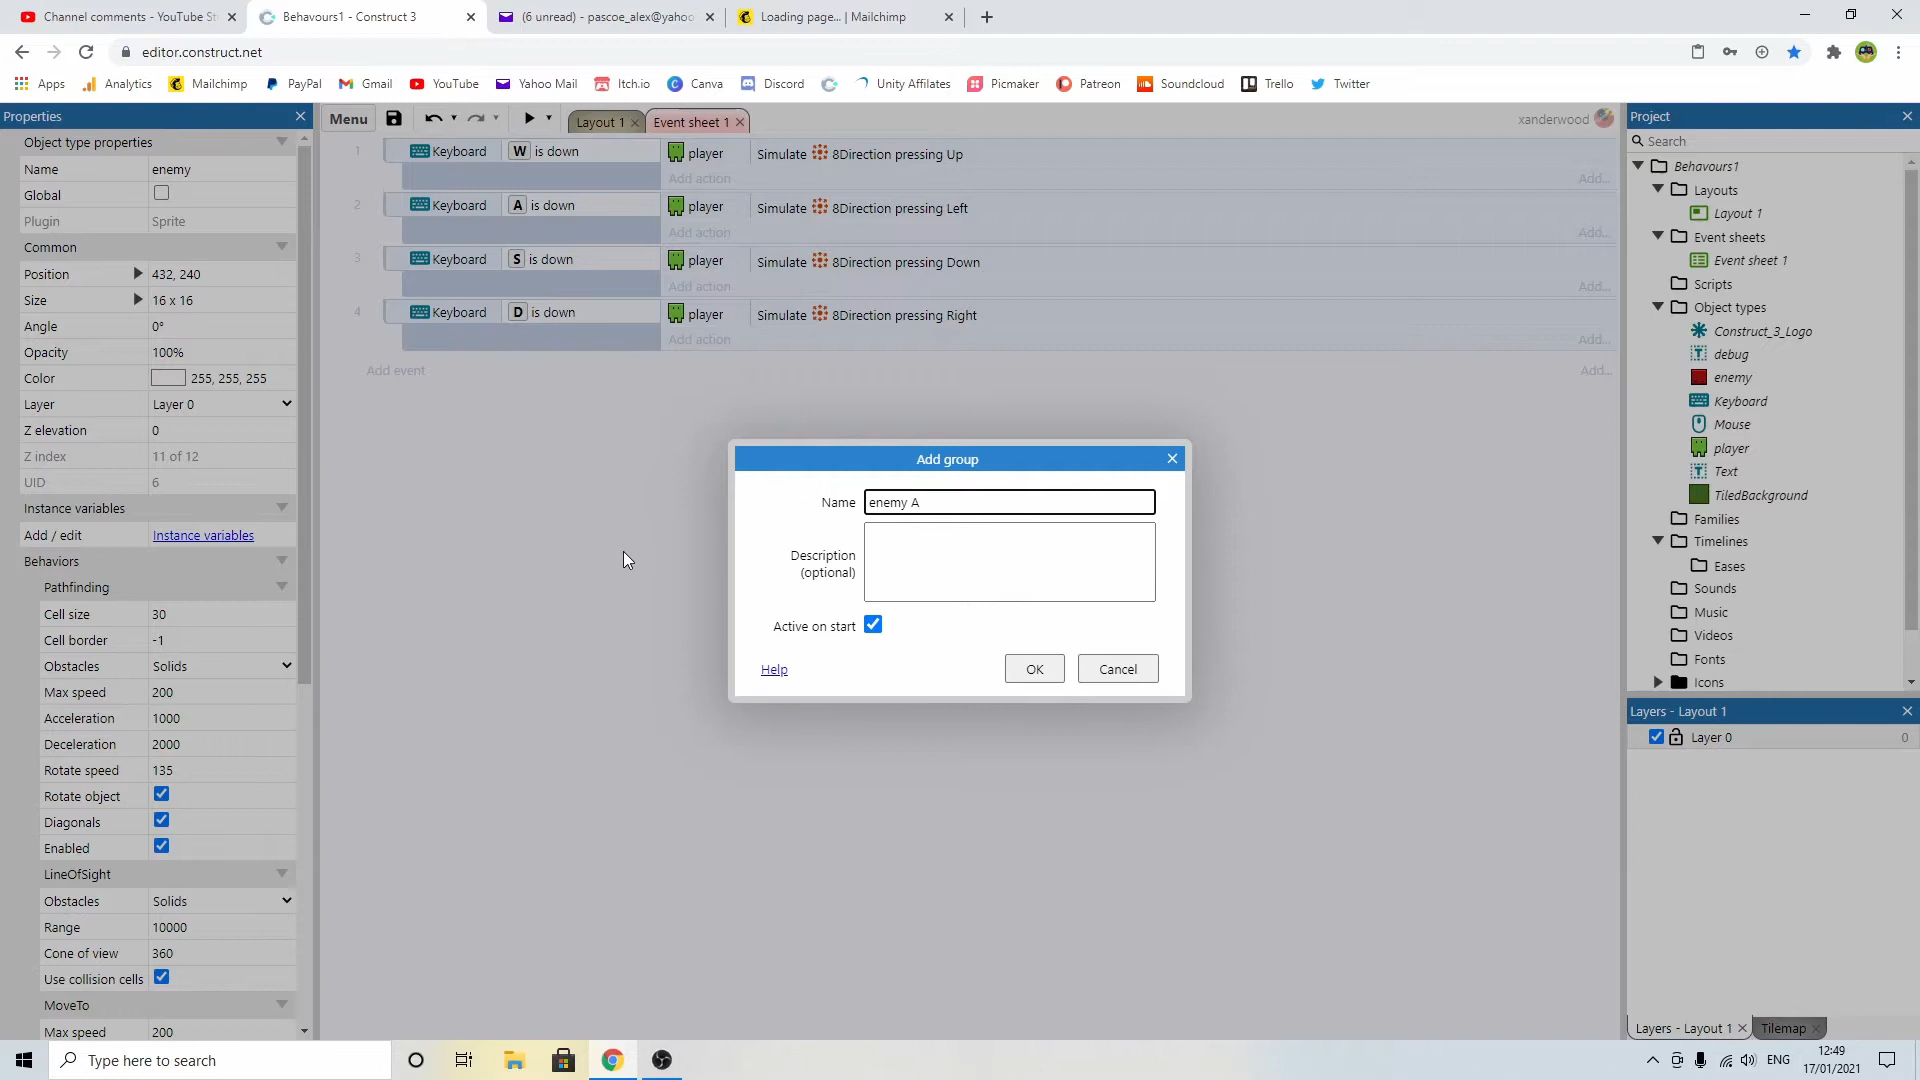 Channel comments - YouTube St
Behavours1 - Construct 3
(6 unread) - pascoe_alex@yahoo
Loading page... | Mailchimp
editor.construct.net
Apps
Analytics
Mailchimp
PayPal
Gmail
YouTube
Yahoo Mail
Itch.io
Canva
Discord
Unity Affilates
Picmaker
Patreon
Soundcloud
Trello
Twitter
Properties
Object type properties
Name enemy
Global
Plugin Sprite
Common
Position 432, 240
Size 16 x 16
Angle 0°
Opacity 100%
Color 255, 255, 255
Layer Layer 0
Z elevation 0
Z index 11 of 12
UID 6
Instance variables
Add / edit Instance variables
Behaviors
Pathfinding
Cell size 30
Cell border -1
Obstacles Solids
Max speed 200
Acceleration 1000
Deceleration 2000
Rotate speed 135
Rotate object
Diagonals
Enabled
LineOfSight
Obstacles Solids
Range 10000
Cone of view 360
Use collision cells
MoveTo
Max speed 200
Menu
Layout 1
Event sheet 1
xanderwood
1 Keyboard W is down player Simulate 8Direction pressing Up
Add action Add...
2 Keyboard A is down player Simulate 8Direction pressing Left
Add action Add...
3 Keyboard S is down player Simulate 8Direction pressing Down
Add action Add...
4 Keyboard D is down player Simulate 8Direction pressing Right
Add action Add...
Add event Add...
Add group
Name enemy A
Description
(optional)
Active on start
Help OK Cancel
Project
Search
Behavours1
Layouts
Layout 1
Event sheets
Event sheet 1
Scripts
Object types
Construct_3_Logo
debug
enemy
Keyboard
Mouse
player
Text
TiledBackground
Families
Timelines
Eases
Sounds
Music
Videos
Fonts
Icons
Layers - Layout 1
Layer 0 0
Layers - Layout 1
Tilemap
Type here to search
ENG
12:49
17/01/2021